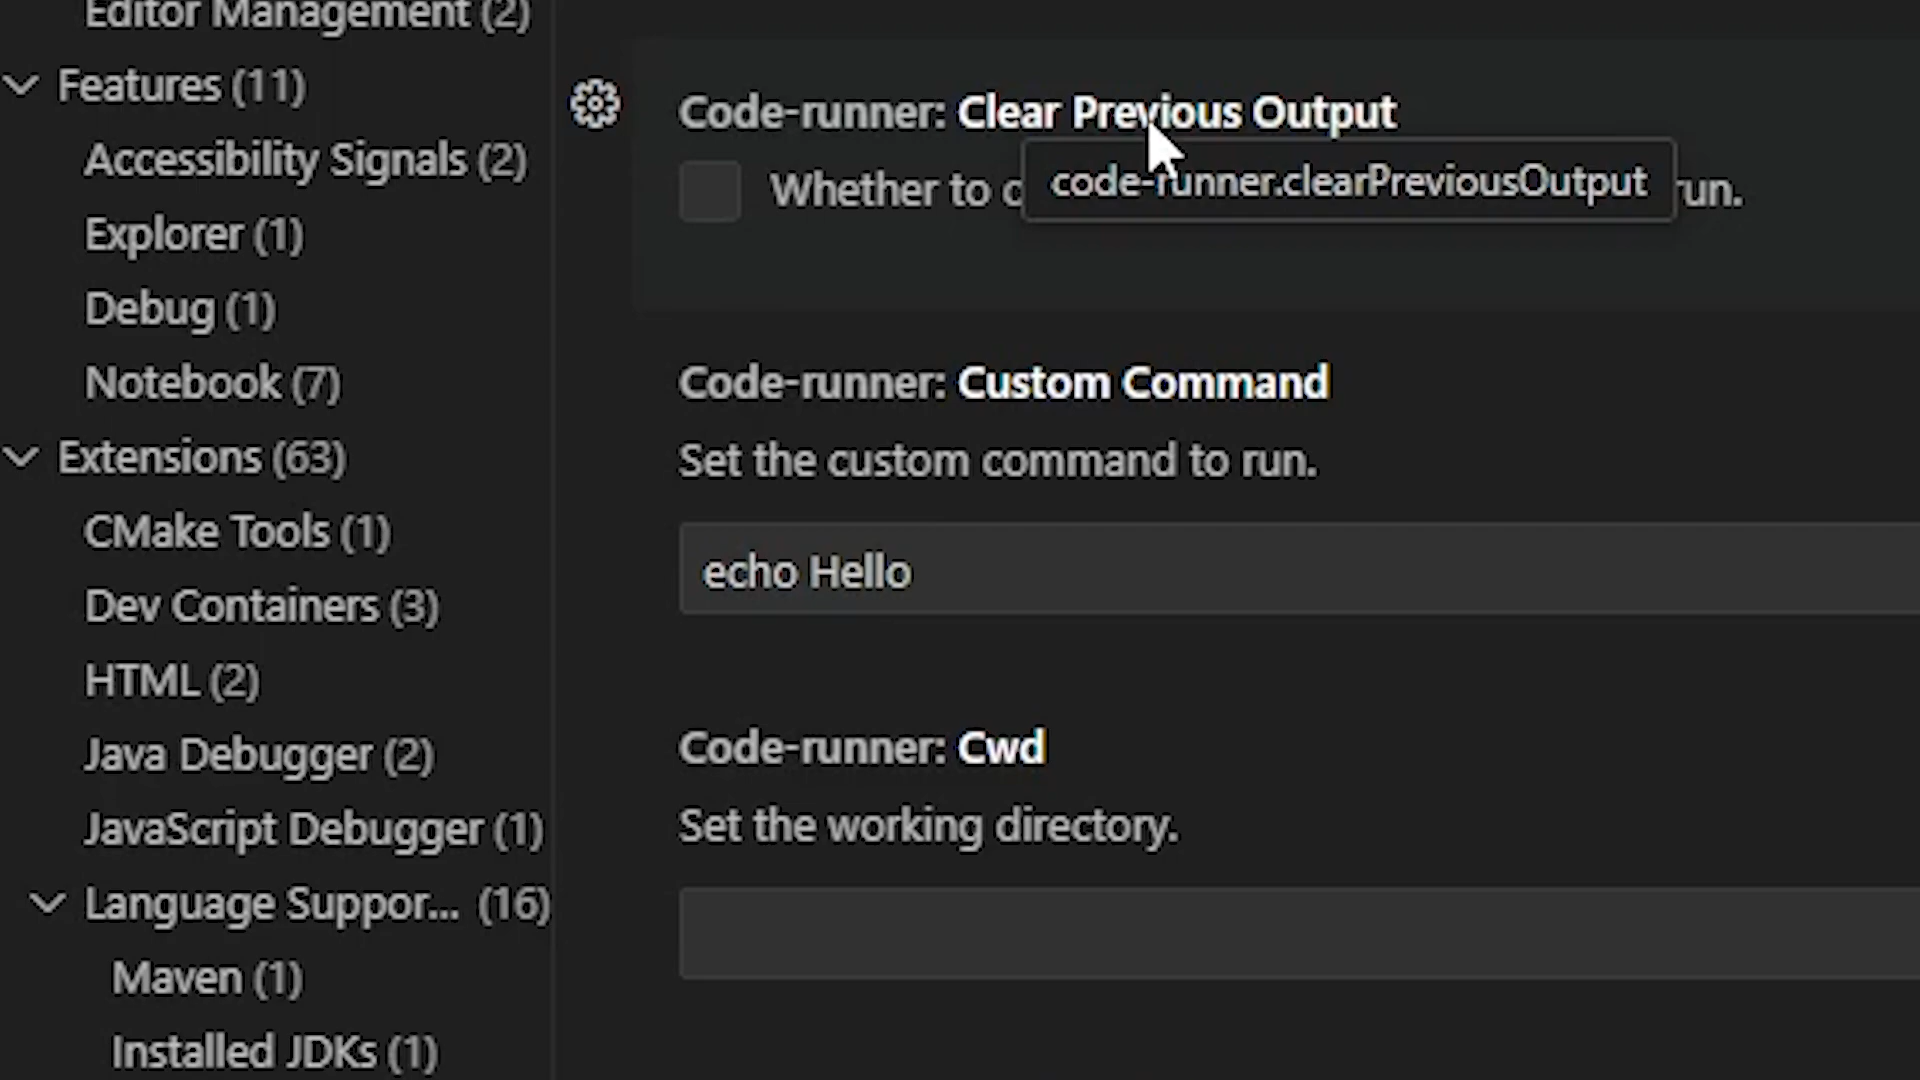 Editor Management (2)
Features (11)
Accessibility Signals (2)
Explorer (1)
Debug (1)
Notebook (7)
Extensions (63)
CMake Tools (1)
Dev Containers (3)
HTML (2)
Java Debugger (2)
JavaScript Debugger (1)
Language Suppor... (16)
Maven (1)
Installed JDKs (1)
Code-runner: Clear Previous Output
Whether to run.
code-runner.clearPreviousOutput
Code-runner: Custom Command
Set the custom command to run.
echo Hello
Code-runner: Cwd
Set the working directory.